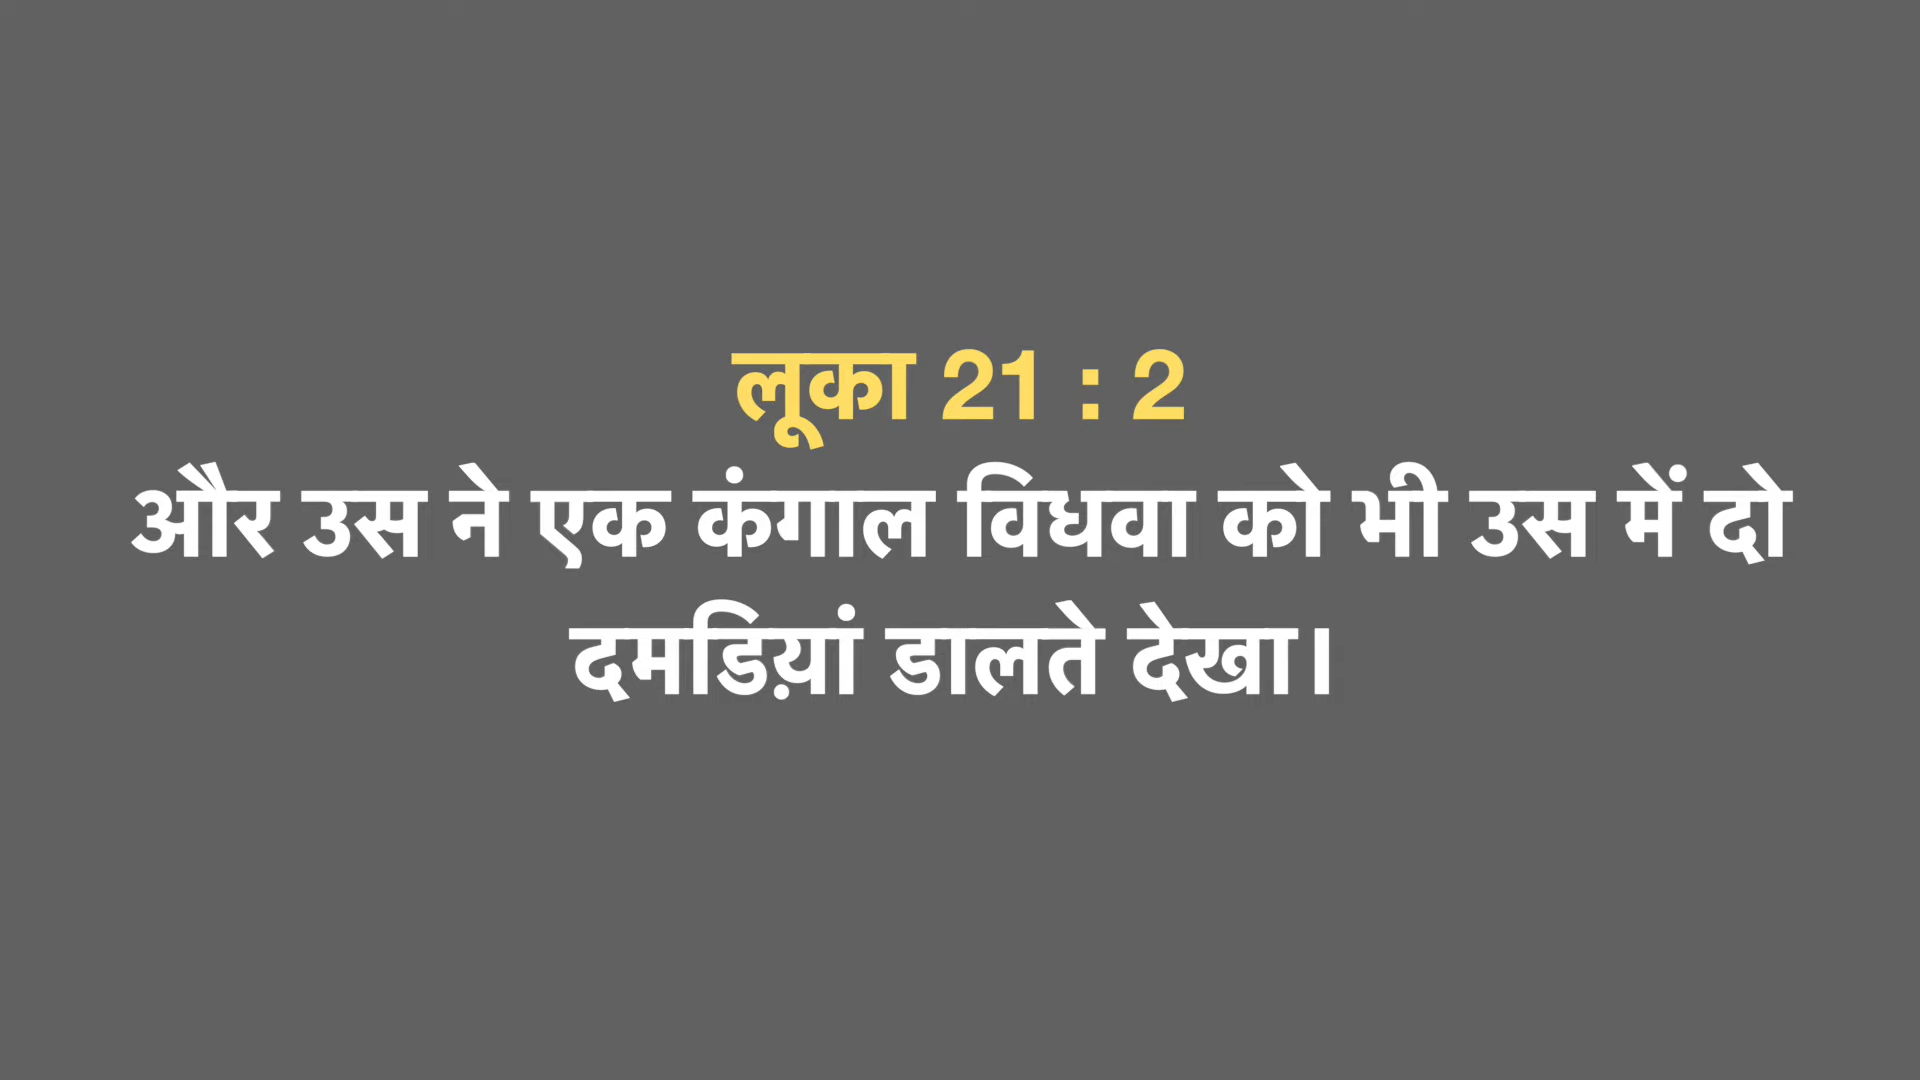 लूका 21 : 2
और उस ने एक कंगाल विधवा को भी उस में दो
दमडिय़ां डालते देखा।